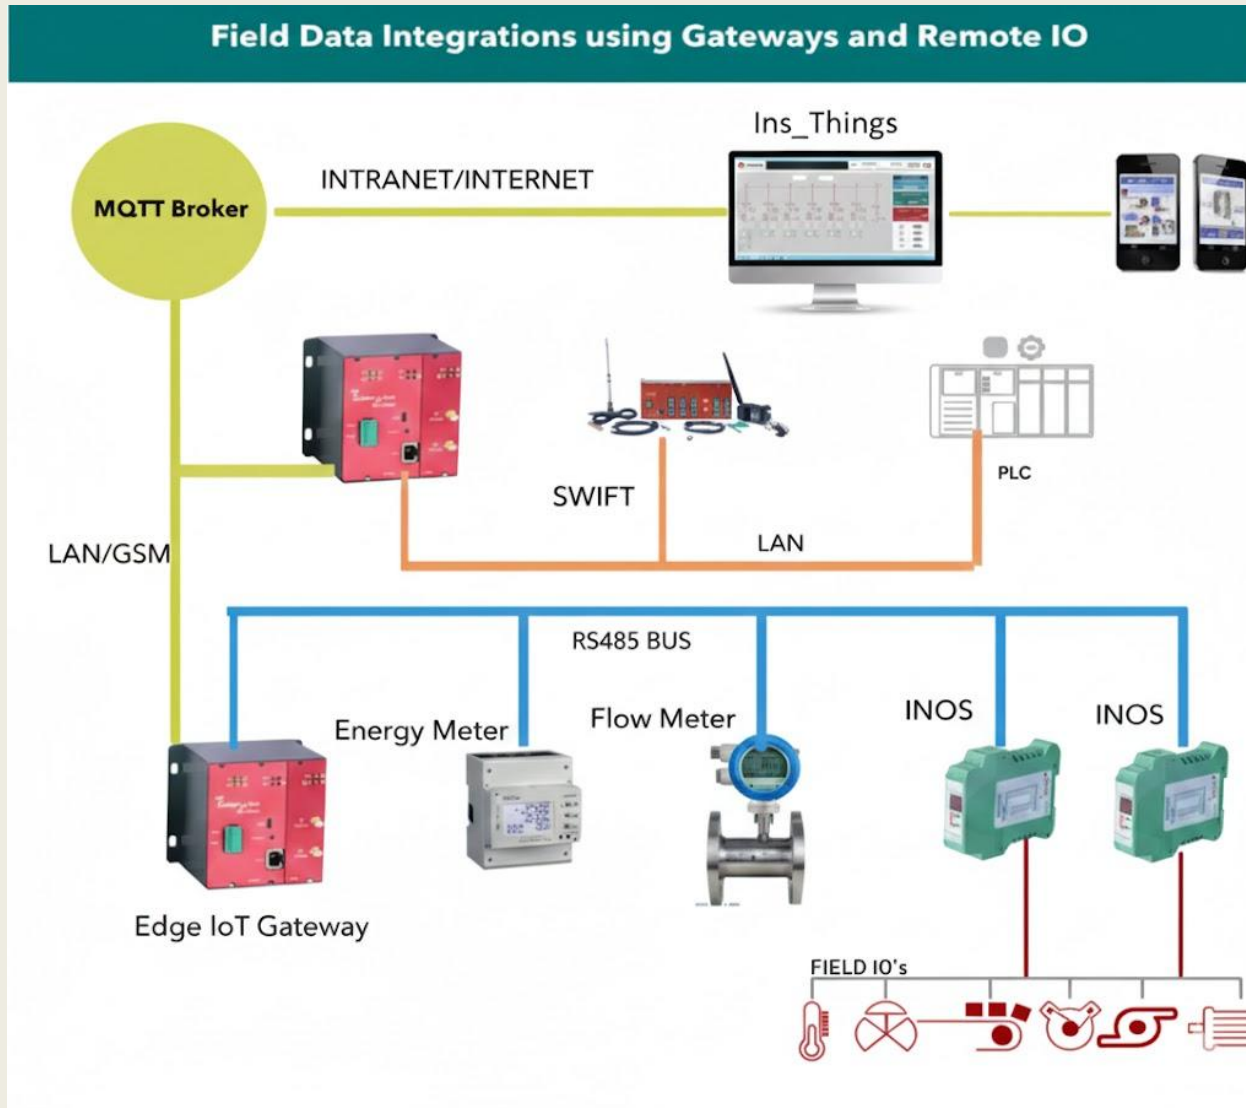 Field Data Integrations using Gateways and Remote IO
Ins_Things
INTRANET/INTERNET
MQTT Broker
PLC
SWIFT
LAN
LAN/GSM
RS485 BUS
INOS
INOS
Flow Meter
Energy Meter
Edge IoT Gateway
FIELD IO's